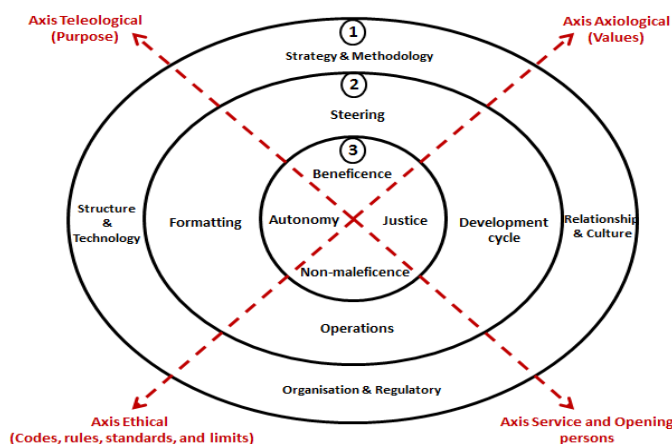 Axis Teleological
(Purpose)
Axis Axiological
(Values)
1
Strategy & Methodology
2
Steering
3
Beneficence
Structure
&
Technology
Formatting
Autonomy
Justice
Development
cycle
Relationship
& Culture
Non-maleficence
Operations
Organisation & Regulatory
Axis Ethical
(Codes, rules, standards, and limits)
Axis Service and Opening
persons